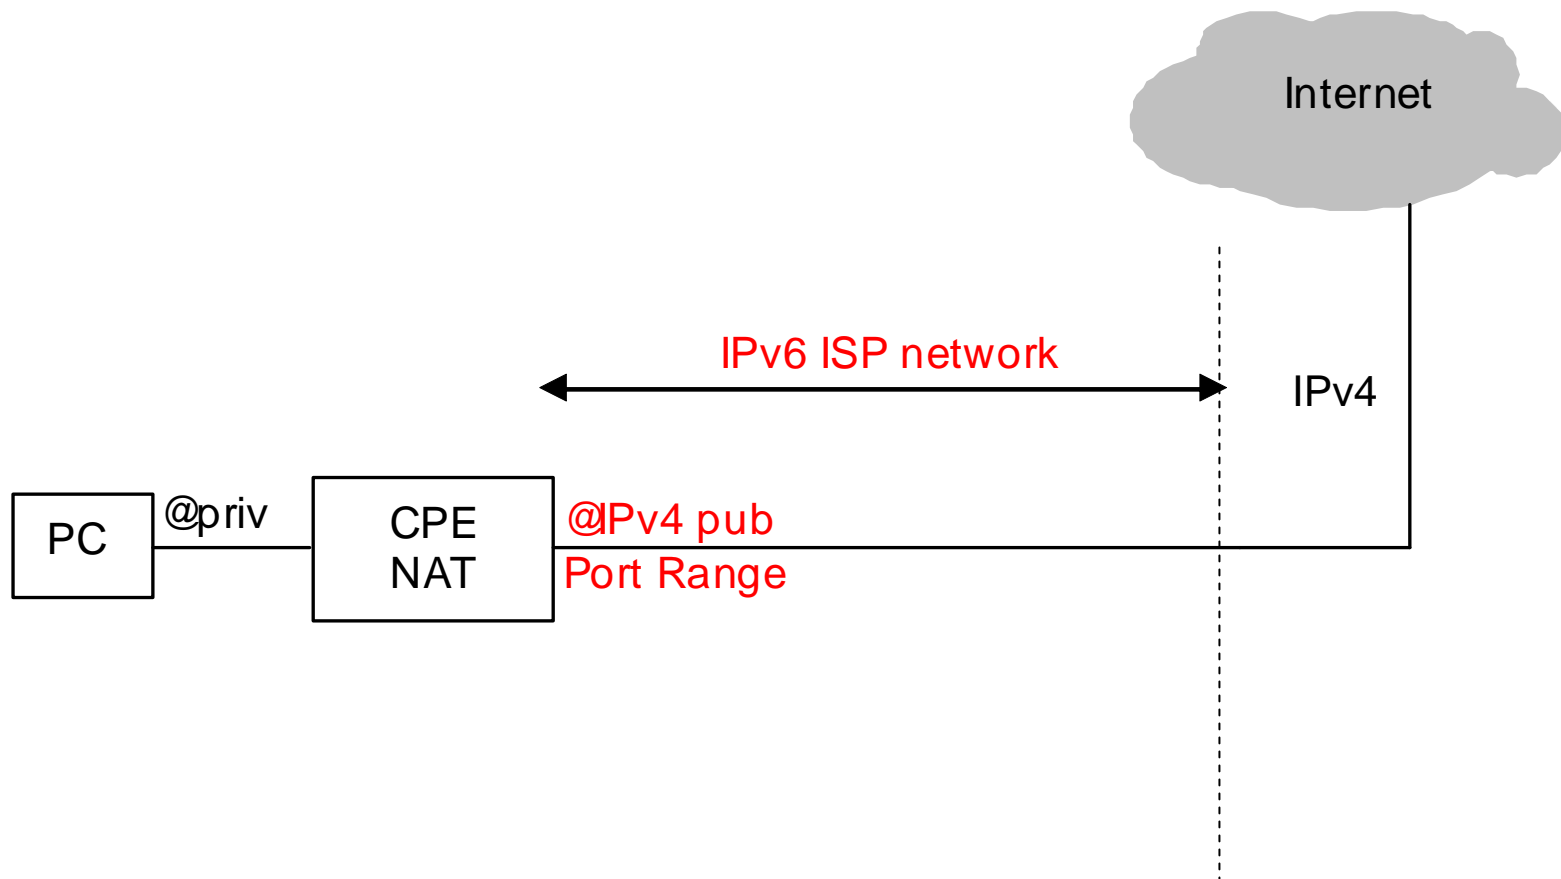 Internet
IPv6 ISP network
IPv4
PC
@priv
CPE
NAT
@IPv4 pub
Port Range